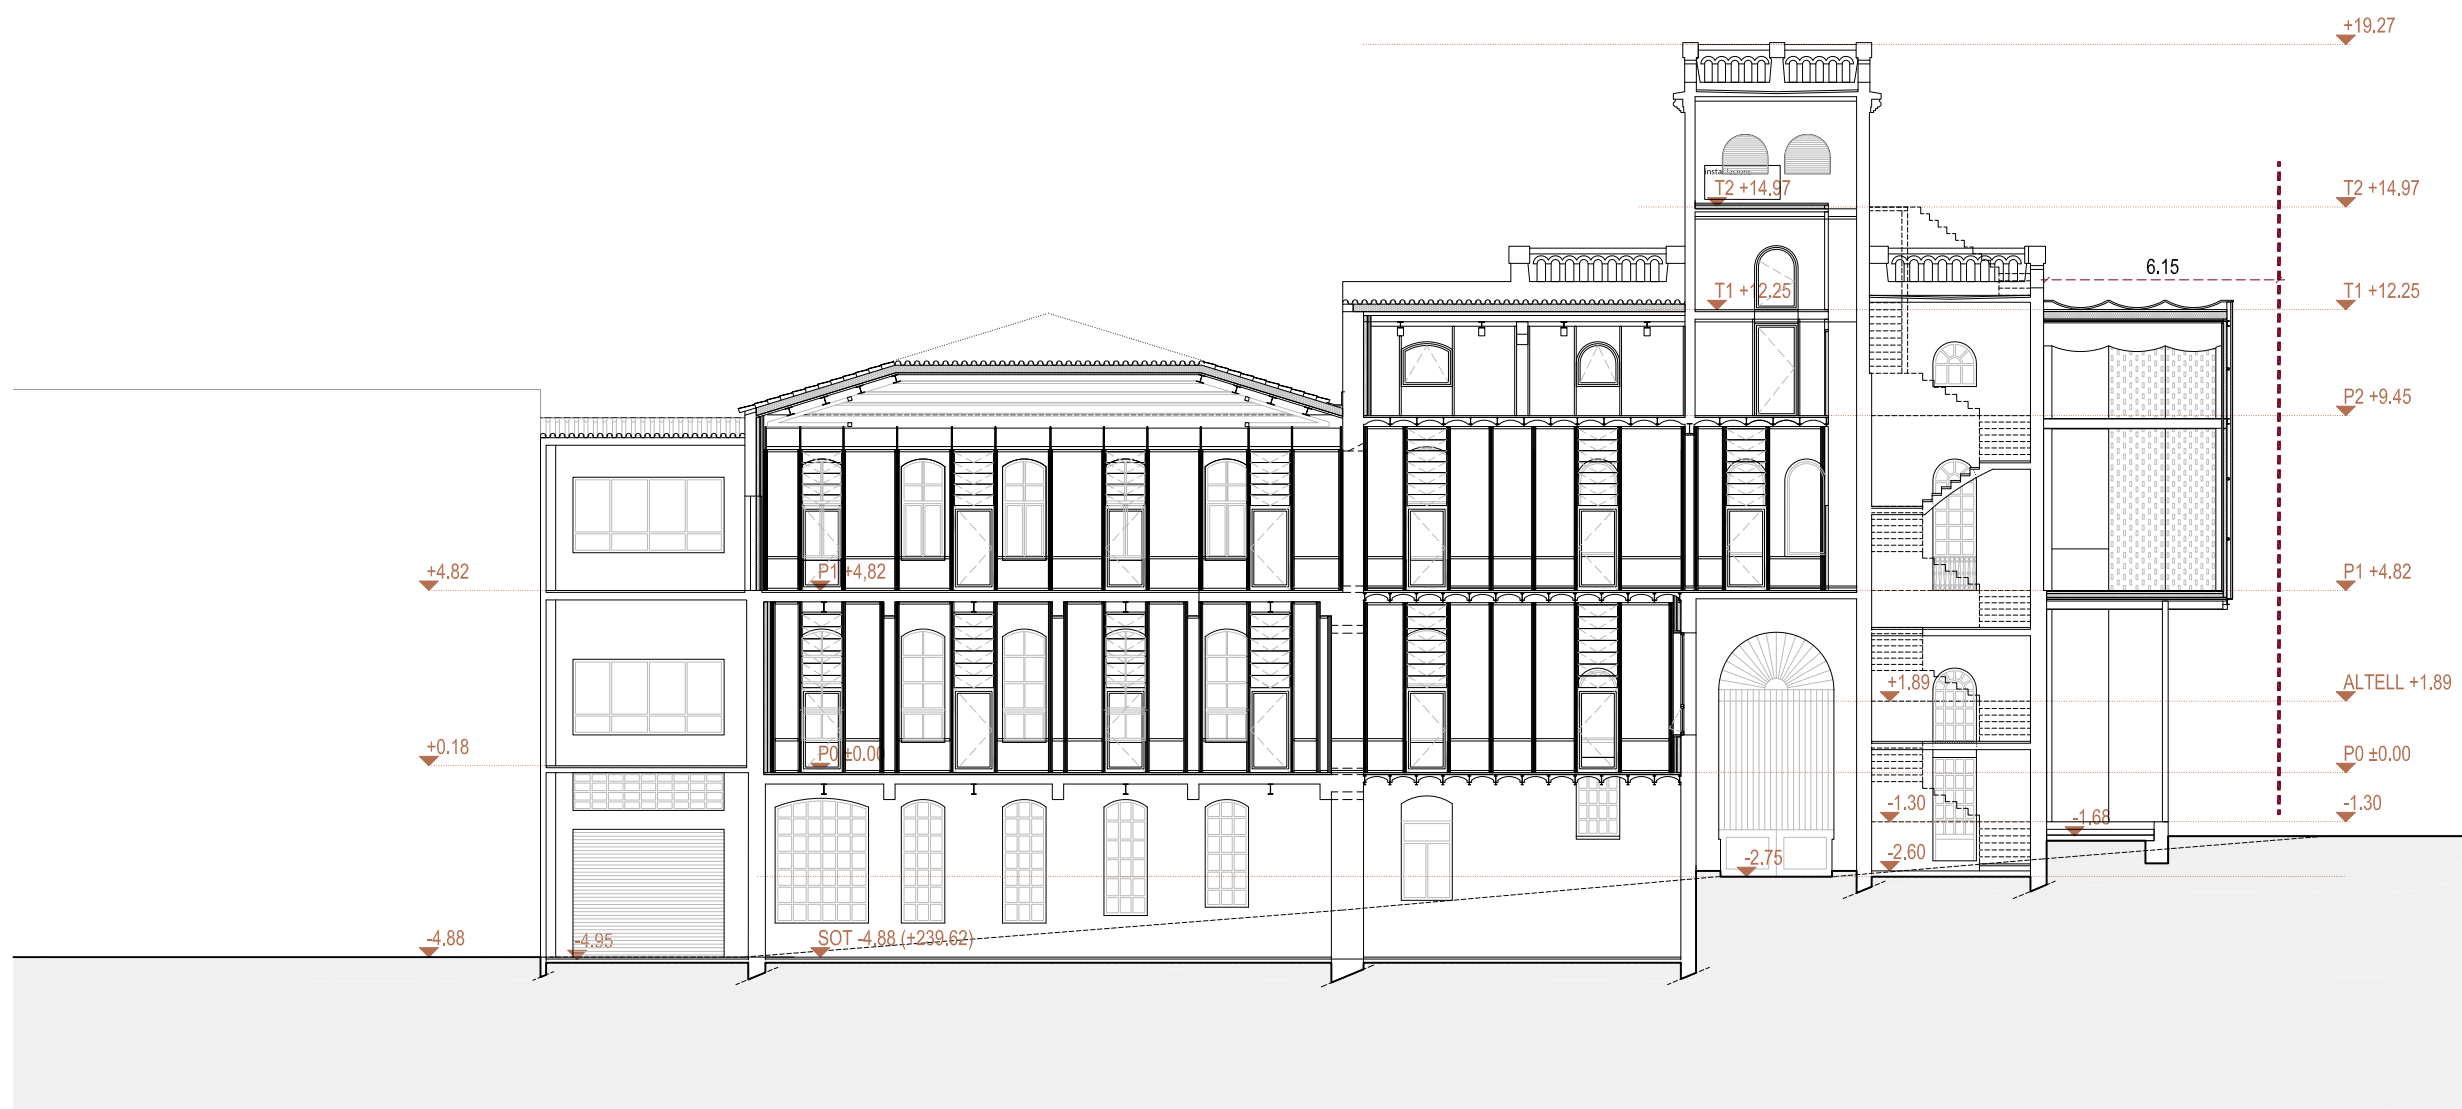 +19.27
T2 +14.97
T2 +14.97
6.15
T1 +12.25
T1 +12.25
P2 +9.45
+4.82
P1 +4,82
P1 +4.82
+1.89
ALTELL +1.89
+0.18
P0 ±0.00
P0 ±0.00
-1.30
-1.30
-1.68
-2.75
-2.60
-4.88
-4.95
SOT -4.88 (+239.62)